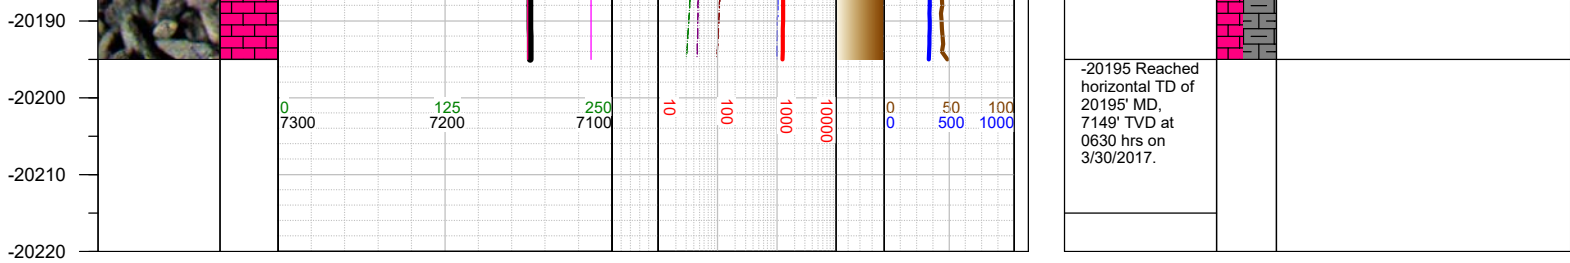 -20190
-20200
-20210
-20220
0 125 250
7300 7200 7100
10 100 1000 10000
0 50 100
0 500 1000
-20195 Reached
horizontal TD of
20195' MD,
7149' TVD at
0630 hrs on
3/30/2017.